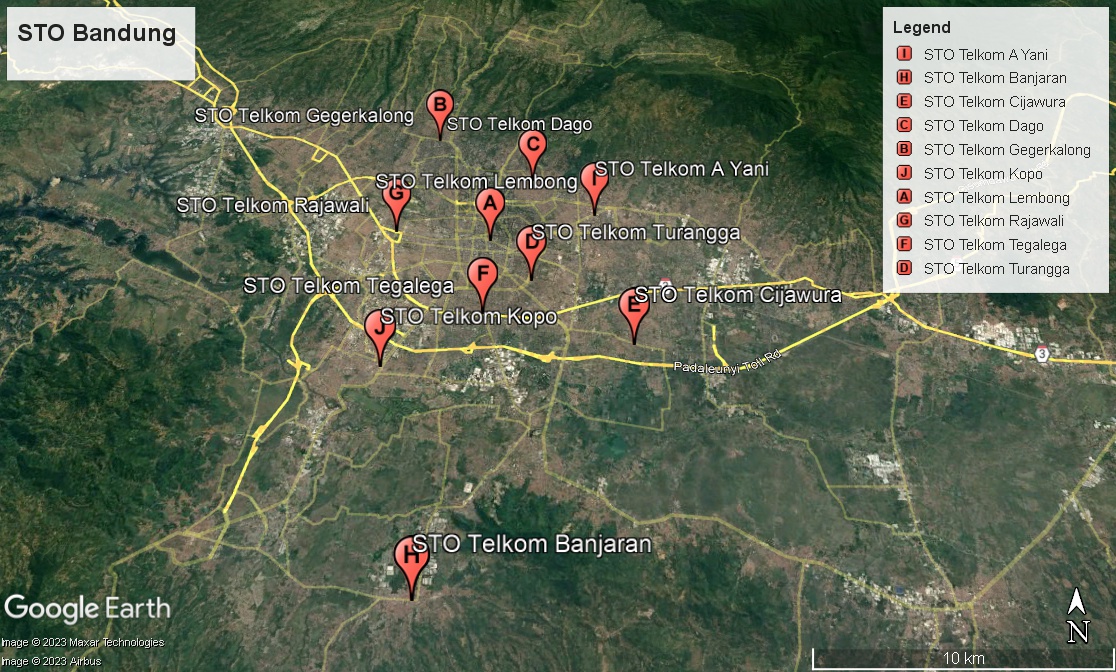 STO Bandung
Legend
I STO Telkom A Yani
H STO Telkom Banjaran
E STO Telkom Cijawura
C STO Telkom Dago
B STO Telkom Gegerkalong
J STO Telkom Kopo
A STO Telkom Lembong
G STO Telkom Rajawali
F STO Telkom Tegalega
D STO Telkom Turangga
B
STO Telkom Gegerkalong
STO Telkom Dago
C
STO Telkom A Yani
I
STO Telkom Lembong
G
A
STO Telkom Rajawali
STO Telkom Turangga
D
F
STO Telkom Tegalega
STO Telkom Cijawura
E
STO Telkom Kopo
J
3
Padaleunyi Toll Rd
STO Telkom Banjaran
H
Google Earth
Image © 2023 Maxar Technologies
Image © 2023 Airbus
N
10 km